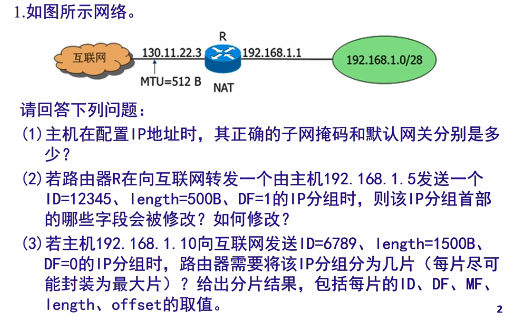 1.如图所示网络。
R
互联网
130.11.22.3
192.168.1.1
192.168.1.0/28
MTU=512 B
NAT
请回答下列问题：
(1)主机在配置IP地址时，其正确的子网掩码和默认网关分别是多
少？
(2)若路由器R在向互联网转发一个由主机192.168.1.5发送一个
ID=12345、length=500B、DF=1的IP分组时，则该IP分组首部
的哪些字段会被修改？如何修改？
(3)若主机192.168.1.10向互联网发送ID=6789、length=1500B、
DF=0的IP分组时，路由器需要将该IP分组分为几片（每片尽可
能封装为最大片）？给出分片结果，包括每片的ID、DF、MF、
length、offset的取值。
2